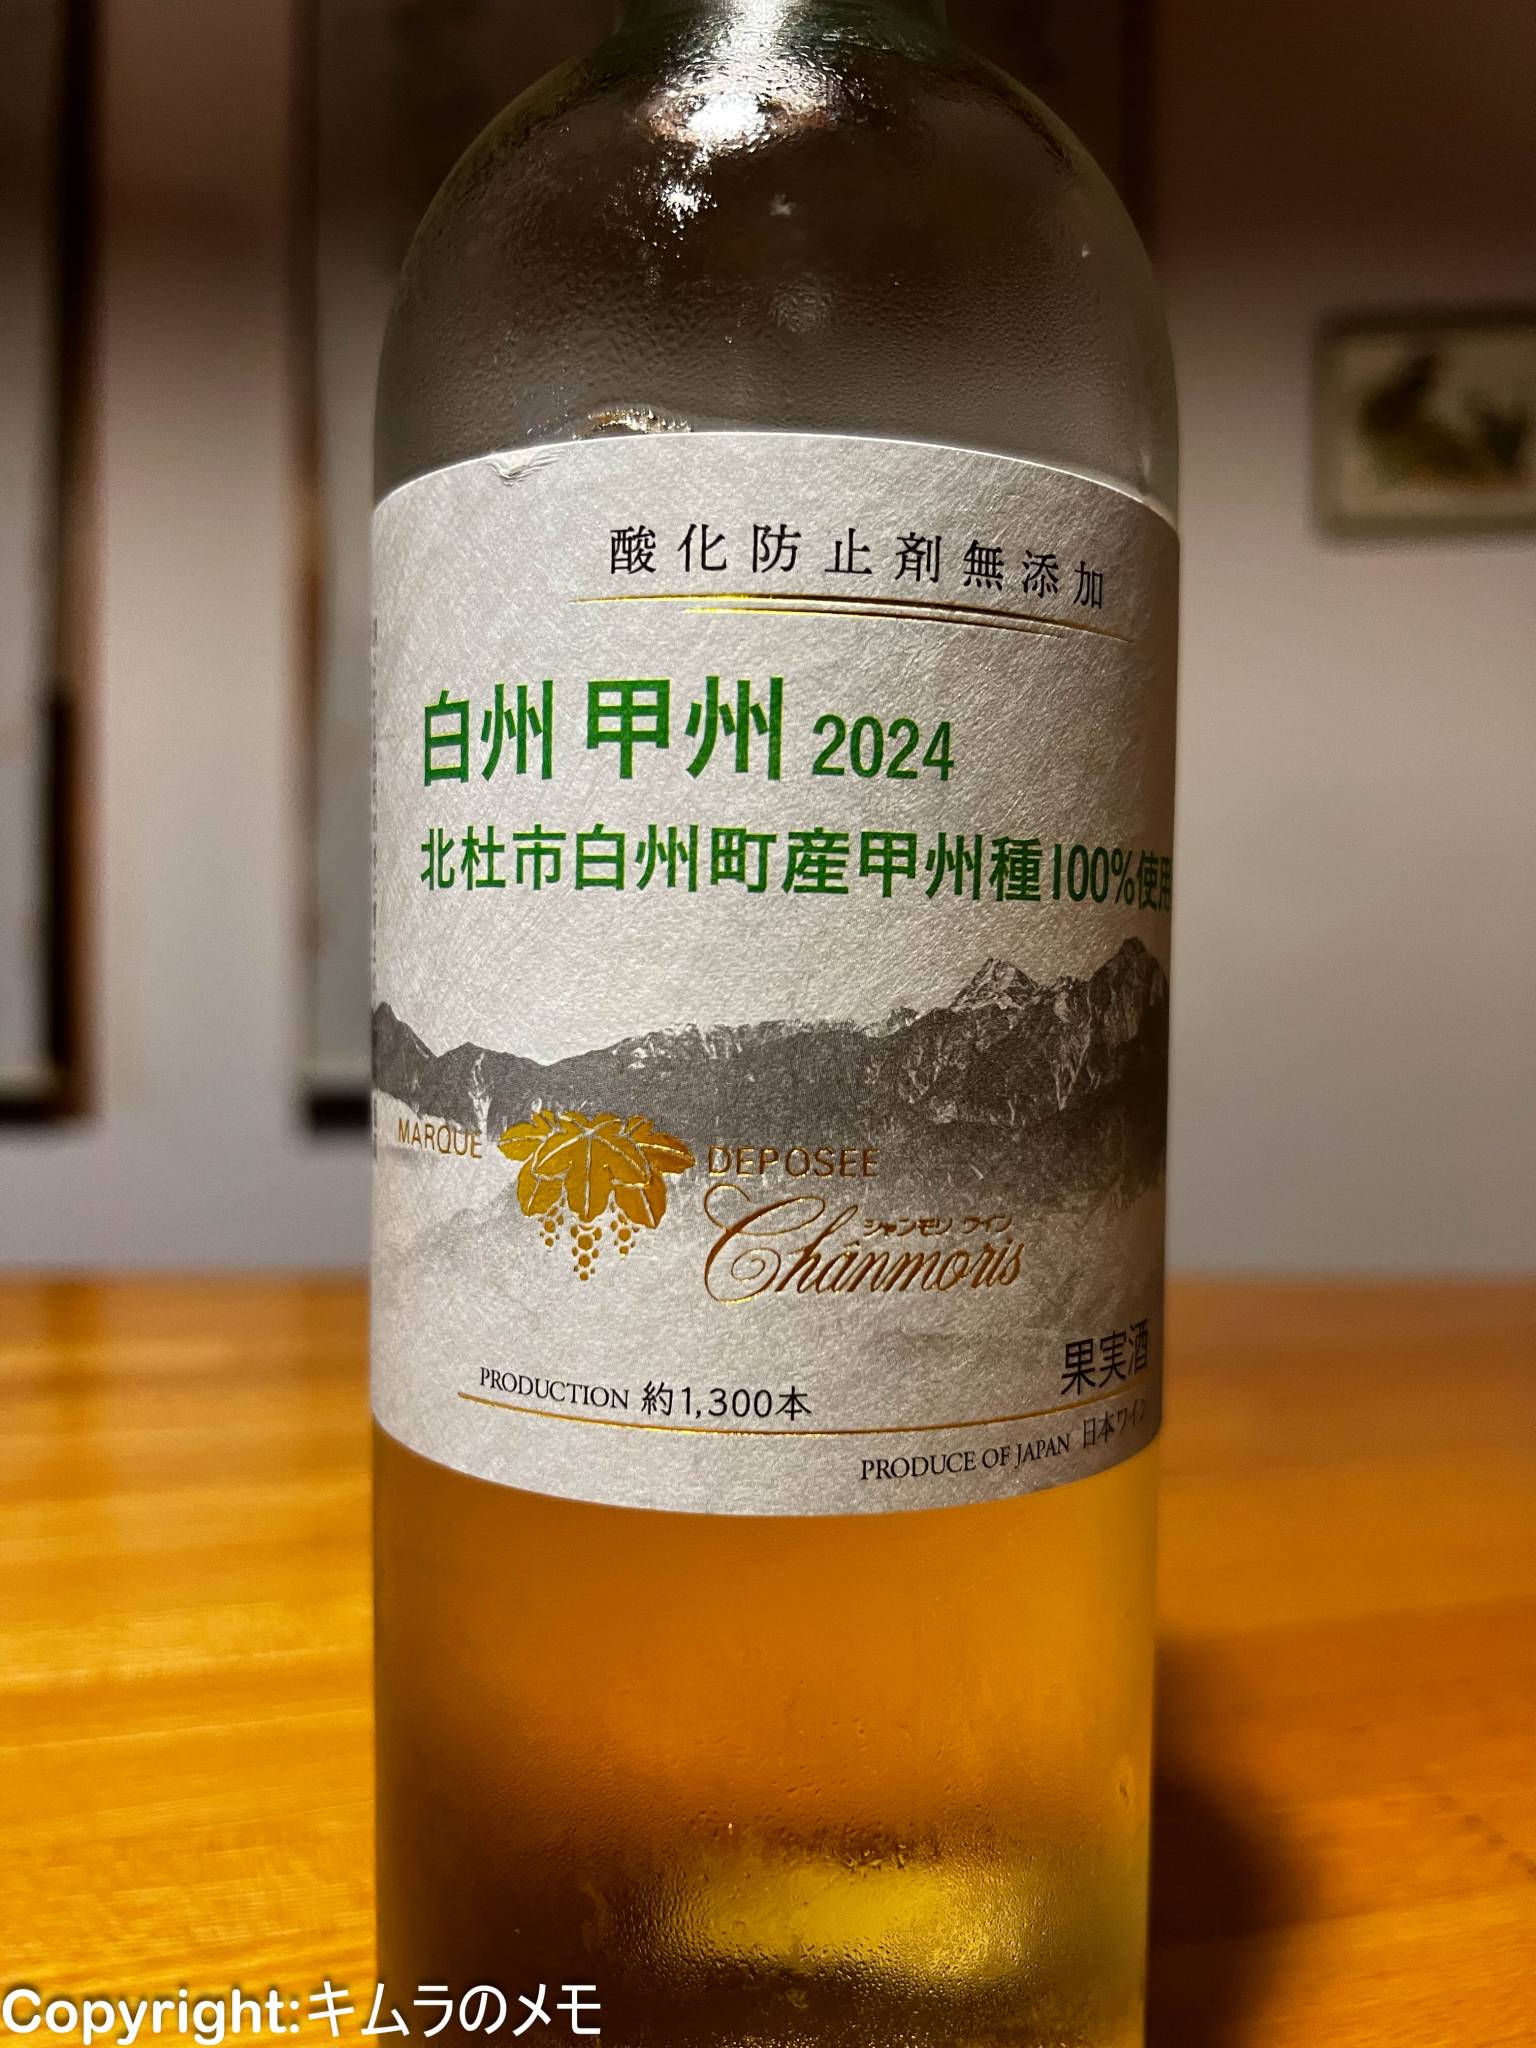 酸化防止剤無添加
白州 甲州 2024
北杜市白州町産甲州種100%使用
MARQUE DEPOSEE
シャンモリ ワイン
Chanmoris
果実酒
PRODUCTION 約1,300本
PRODUCE OF JAPAN 日本ワイン
Copyright:キムラのメモ